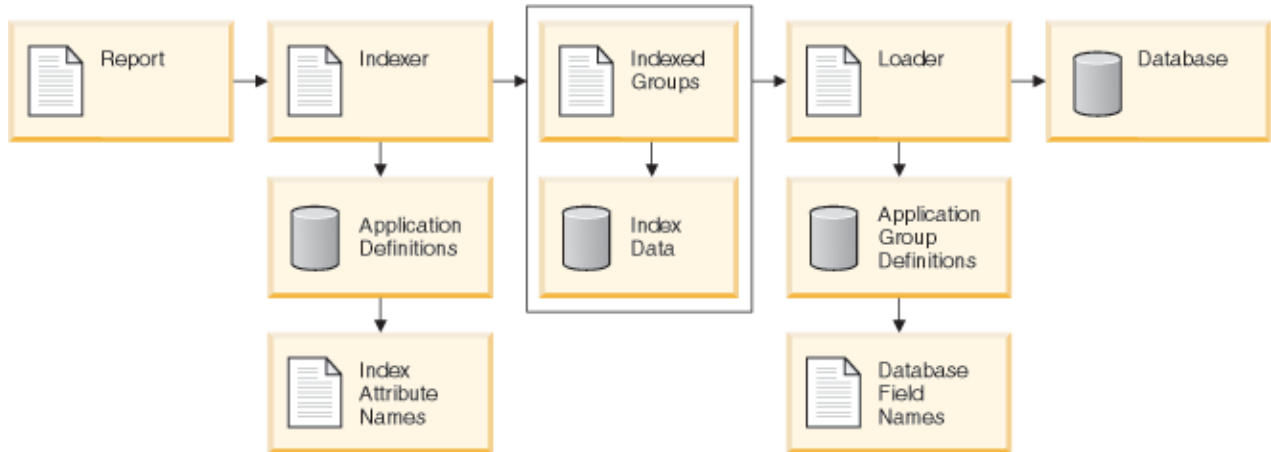 Report
Indexer
Indexed
Groups
Loader
Database
Application
Definitions
Index
Data
Application
Group
Definitions
Index
Attribute
Names
Database
Field
Names